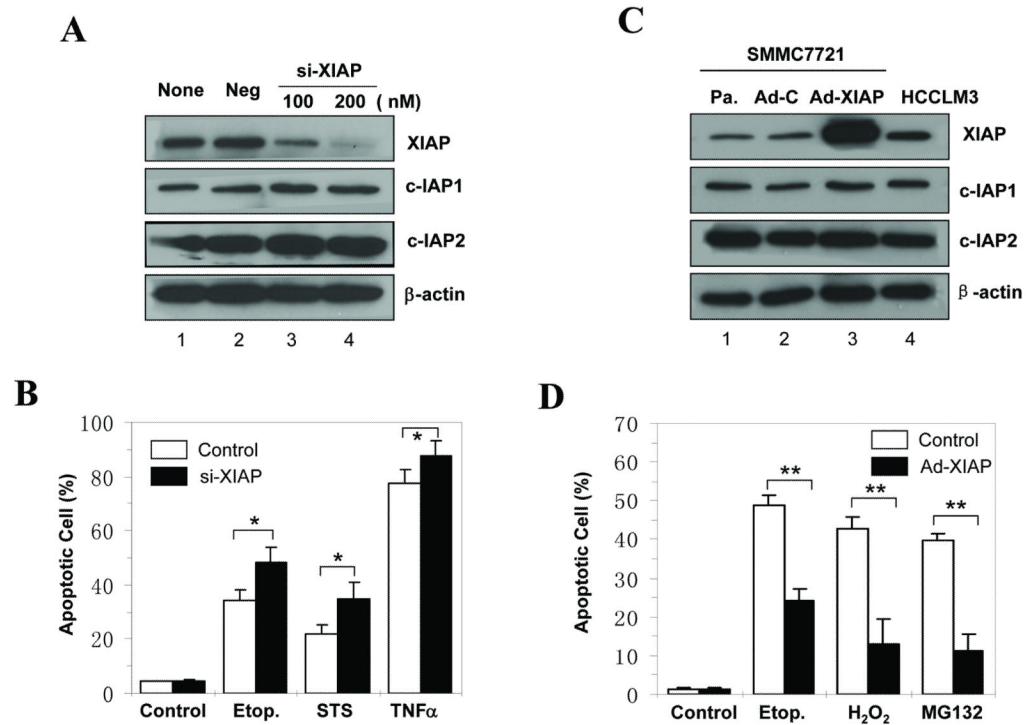 A
si-XIAP
None Neg 100 200 ( nM)
XIAP
c-IAP1
c-IAP2
β-actin
1 2 3 4
C
SMMC7721
Pa. Ad-C Ad-XIAP HCCLM3
XIAP
c-IAP1
c-IAP2
β-actin
1 2 3 4
B
Apoptotic Cell (%)
100
80
60
40
20
0
Control
si-XIAP
*
*
*
Control Etop. STS TNFα
D
Apoptotic Cell (%)
70
60
50
40
30
20
10
0
Control
Ad-XIAP
**
**
**
Control Etop. H₂O₂ MG132